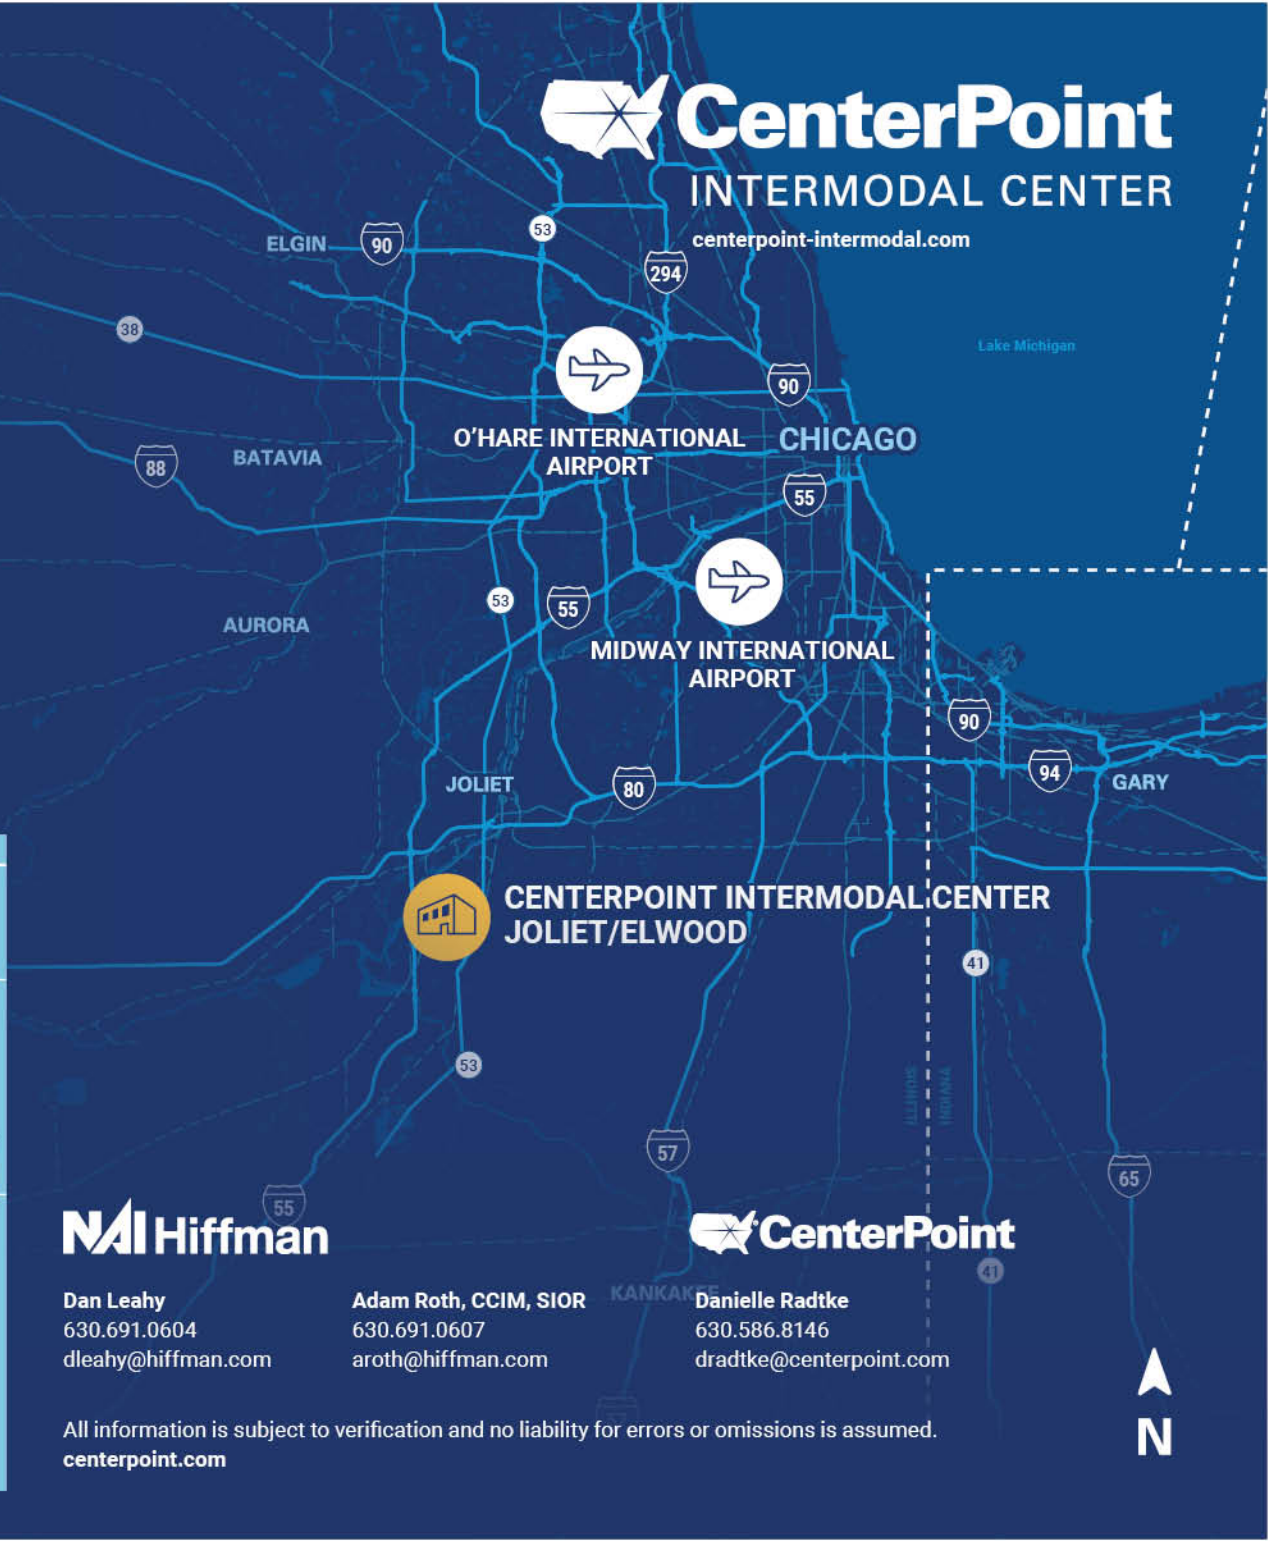 CenterPoint
INTERMODAL CENTER
centerpoint-intermodal.com
53
ELGIN
90
294
38
Lake Michigan
90
O'HARE INTERNATIONAL
AIRPORT
CHICAGO
BATAVIA
88
55
53
55
AURORA
MIDWAY INTERNATIONAL
AIRPORT
90
94
GARY
JOLIET
80
CENTERPOINT INTERMODAL CENTER
JOLIET/ELWOOD
41
53
ILLINOIS
INDIANA
57
65
55
NAI Hiffman
CenterPoint
41
KANKAKEE
Dan Leahy
630.691.0604
dleahy@hiffman.com
Adam Roth, CCIM, SIOR
630.691.0607
aroth@hiffman.com
Danielle Radtke
630.586.8146
dradtke@centerpoint.com
57
All information is subject to verification and no liability for errors or omissions is assumed.
centerpoint.com
N